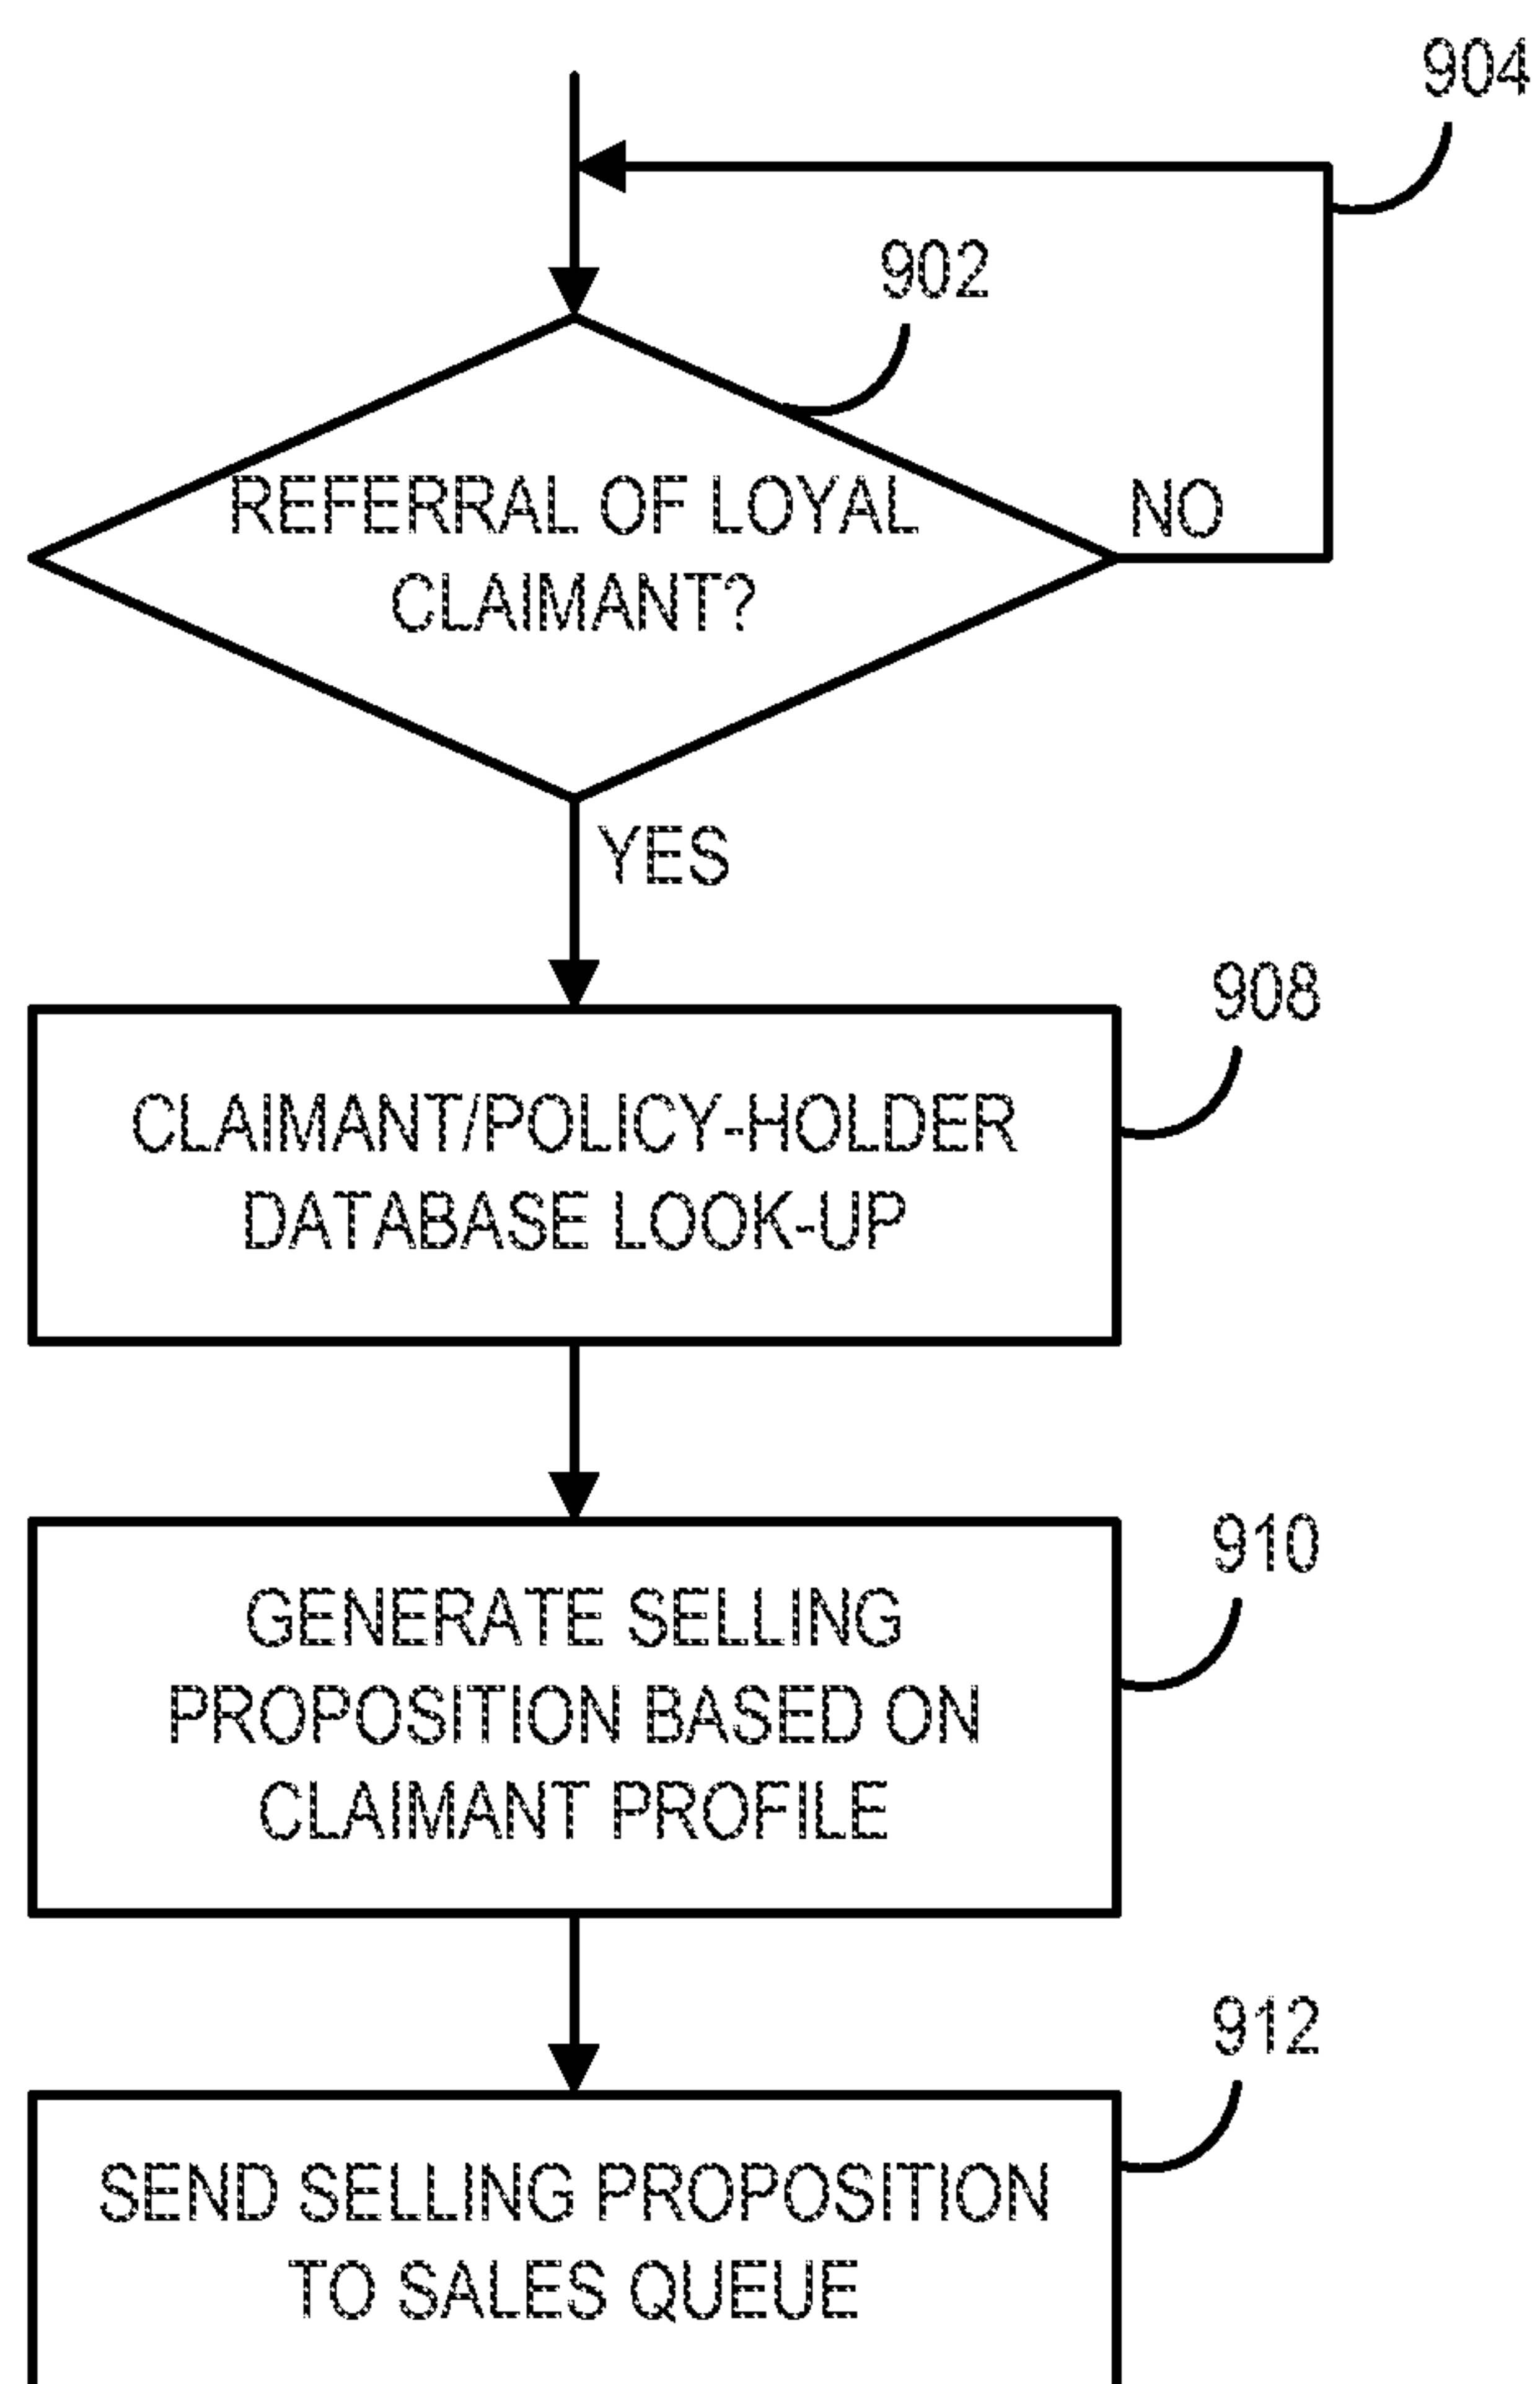 904
902
REFERRAL OF LOYAL
CLAIMANT?
NO
YES
908
CLAIMANT/POLICY-HOLDER
DATABASE LOOK-UP
910
GENERATE SELLING
PROPOSITION BASED ON
CLAIMANT PROFILE
912
SEND SELLING PROPOSITION
TO SALES QUEUE